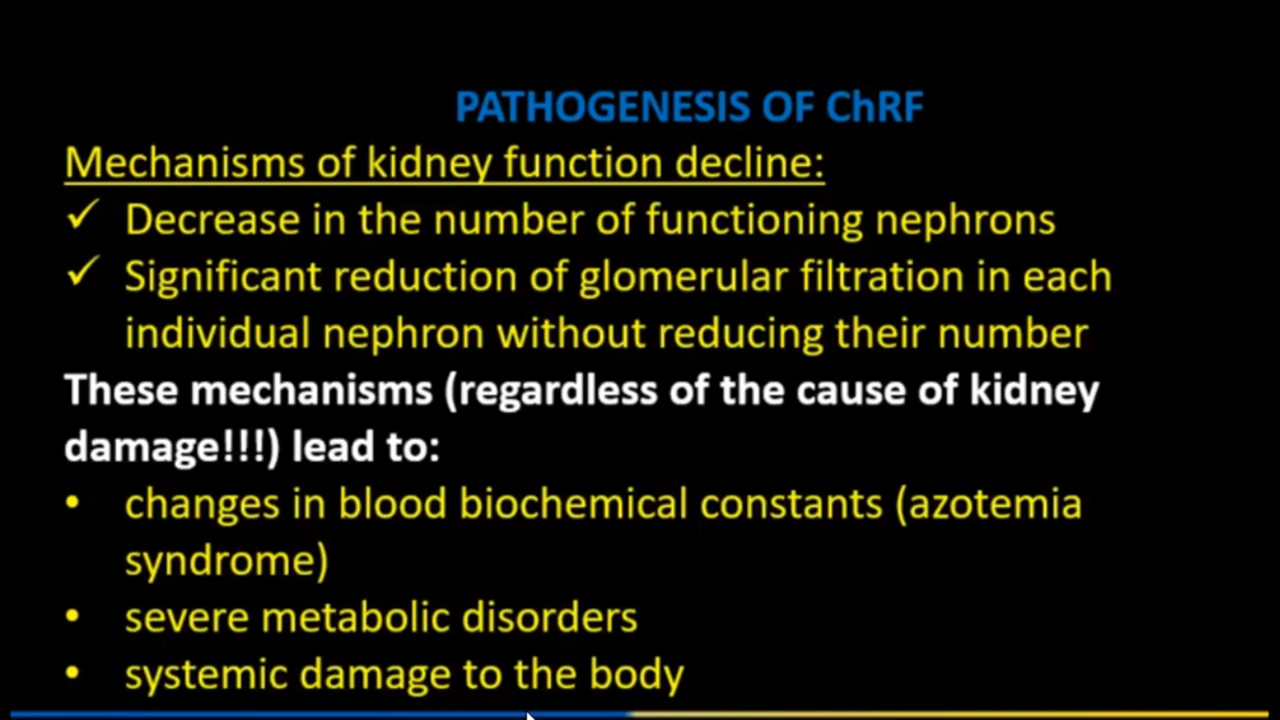 PATHOGENESIS OF ChRF
Mechanisms of kidney function decline:
✓ Decrease in the number of functioning nephrons
✓ Significant reduction of glomerular filtration in each
individual nephron without reducing their number
These mechanisms (regardless of the cause of kidney
damage!!!) lead to:
• changes in blood biochemical constants (azotemia
syndrome)
• severe metabolic disorders
• systemic damage to the body